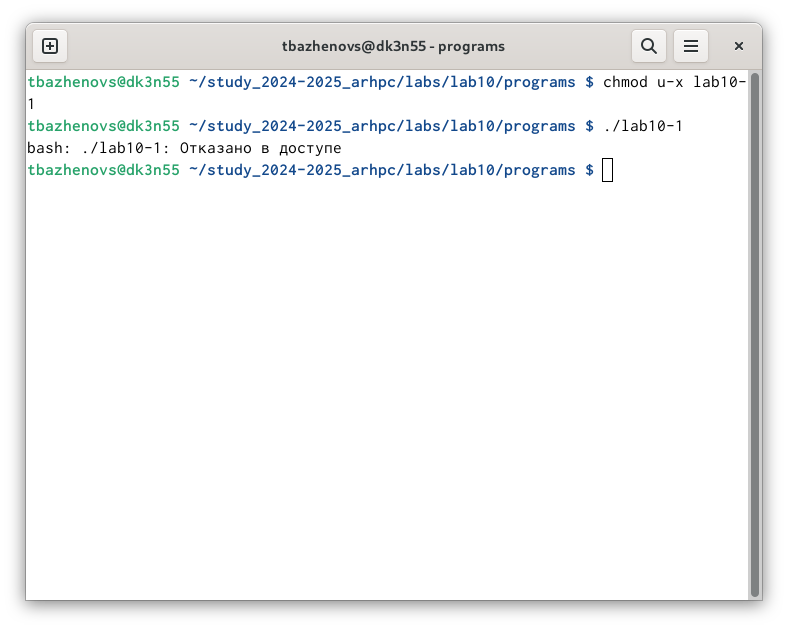 tbazhenovs@dk3n55 - programs
tbazhenovs@dk3n55 ~/study_2024-2025_arhpc/labs/lab10/programs $ chmod u-x lab10-
1
tbazhenovs@dk3n55 ~/study_2024-2025_arhpc/labs/lab10/programs $ ./lab10-1
bash: ./lab10-1: Отказано в доступе
tbazhenovs@dk3n55 ~/study_2024-2025_arhpc/labs/lab10/programs $